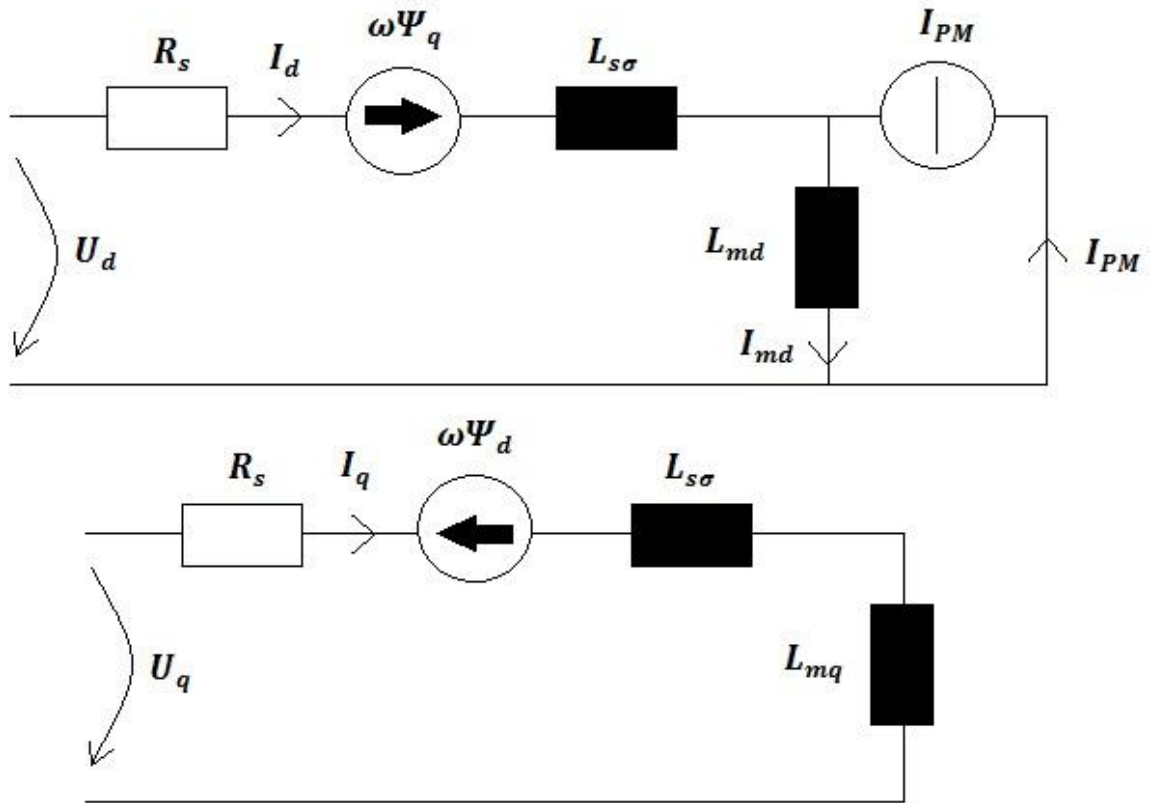 R_s I_d ωΨ_q L_sσ I_PM
U_d L_md I_md I_PM
R_s I_q ωΨ_d L_sσ
U_q L_mq